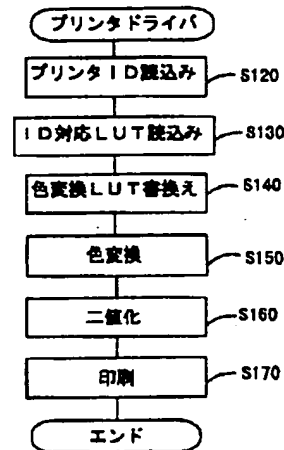 プリンタドライバ
プリンタID読込み
S120
ID対応LUT読込み
S130
色変換LUT書換え
S140
色変換
S150
二値化
S160
印刷
S170
エンド